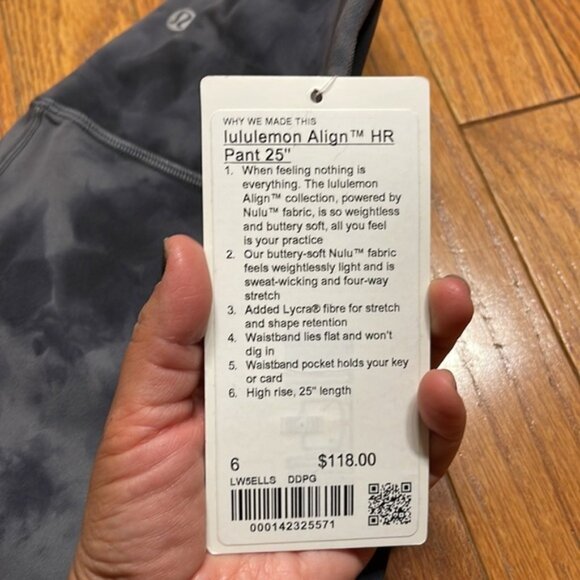 WHY WE MADE THIS
lululemon Align™ HR
Pant 25"
1. When feeling nothing is
everything. The lululemon
Align™ collection, powered by
Nulu™ fabric, is so weightless
and buttery soft, all you feel
is your practice
2. Our buttery-soft Nulu™ fabric
feels weightlessly light and is
sweat-wicking and four-way
stretch
3. Added Lycra® fibre for stretch
and shape retention
4. Waistband lies flat and won't
dig in
5. Waistband pocket holds your key
or card
6. High rise, 25" length
6 $118.00
LW5ELLS DDPG
000142325571